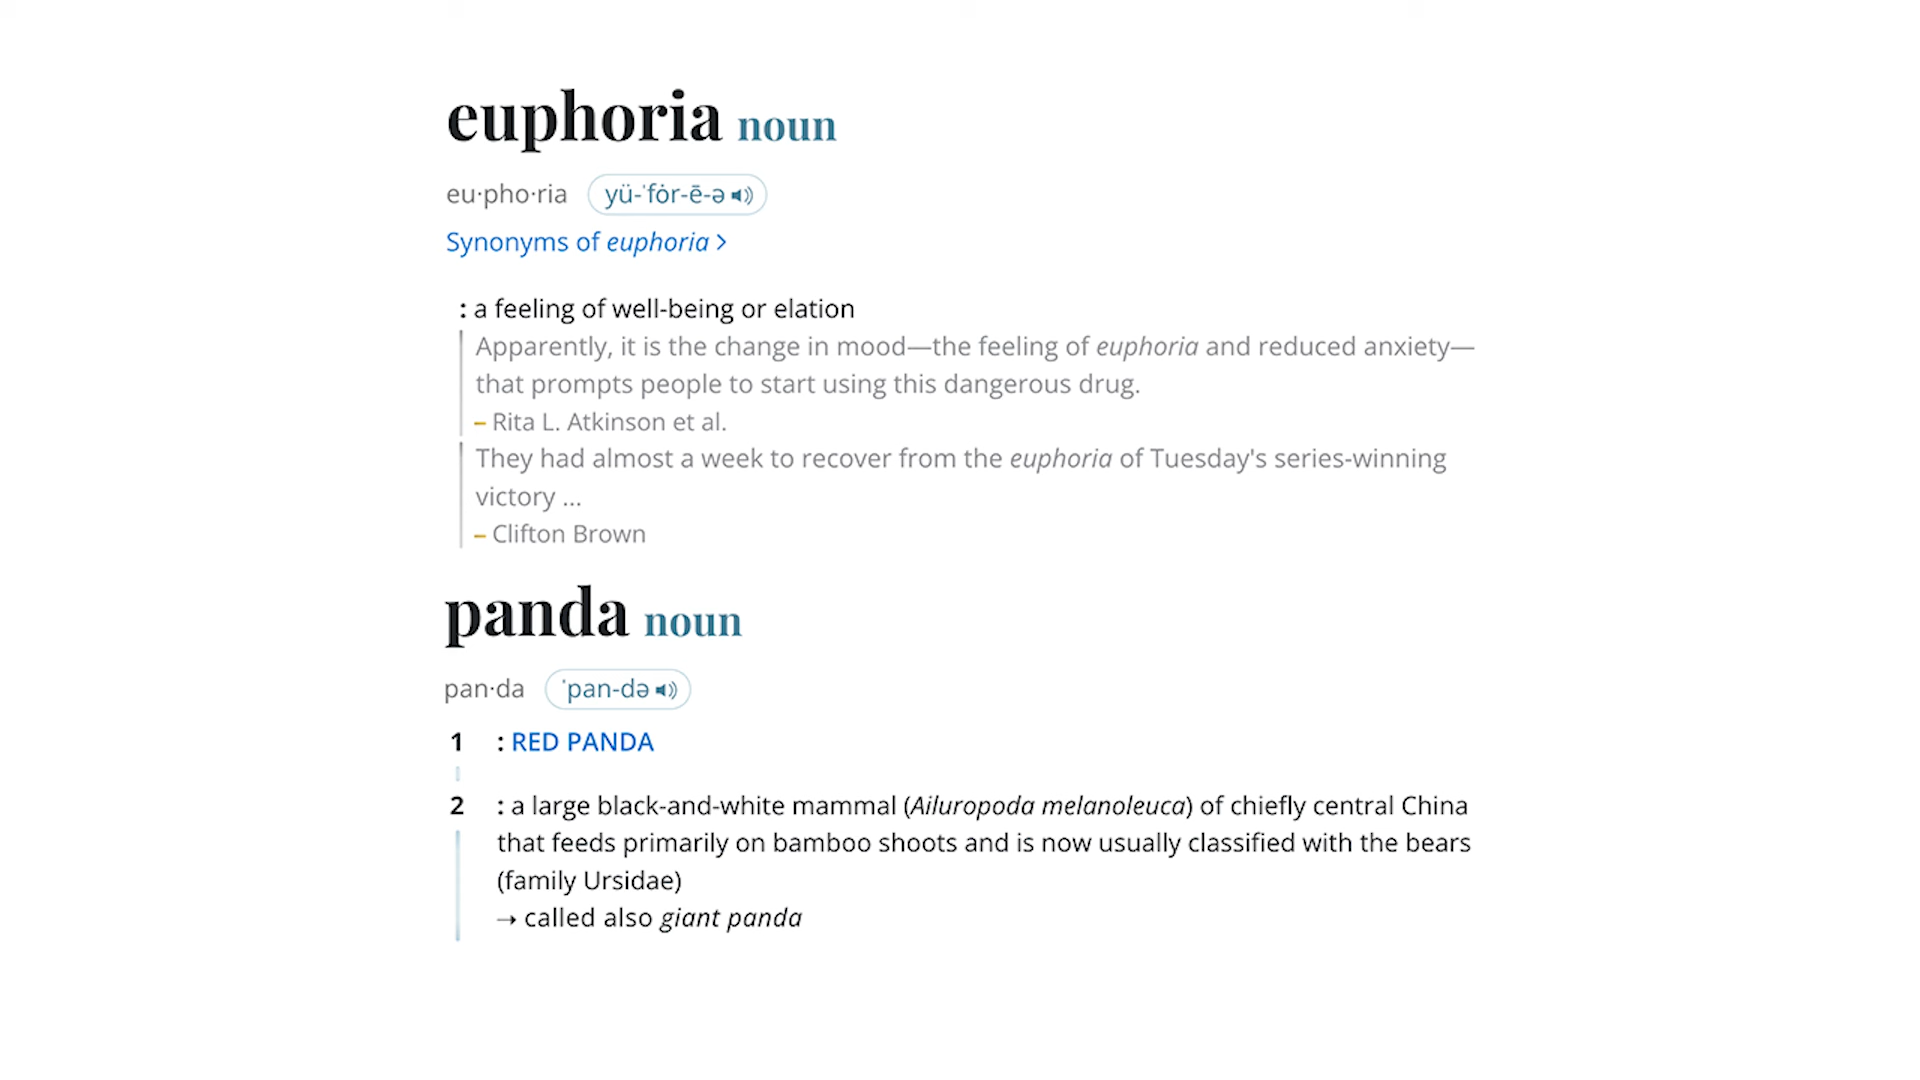 euphoria noun
eu·pho·ria yü-ˈfȯr-ē-ə
Synonyms of euphoria >
: a feeling of well-being or elation
Apparently, it is the change in mood—the feeling of euphoria and reduced anxiety—
that prompts people to start using this dangerous drug.
– Rita L. Atkinson et al.
They had almost a week to recover from the euphoria of Tuesday's series-winning
victory ...
– Clifton Brown
panda noun
pan·da ˈpan-də
1 : RED PANDA
2 : a large black-and-white mammal (Ailuropoda melanoleuca) of chiefly central China
that feeds primarily on bamboo shoots and is now usually classified with the bears
(family Ursidae)
→ called also giant panda